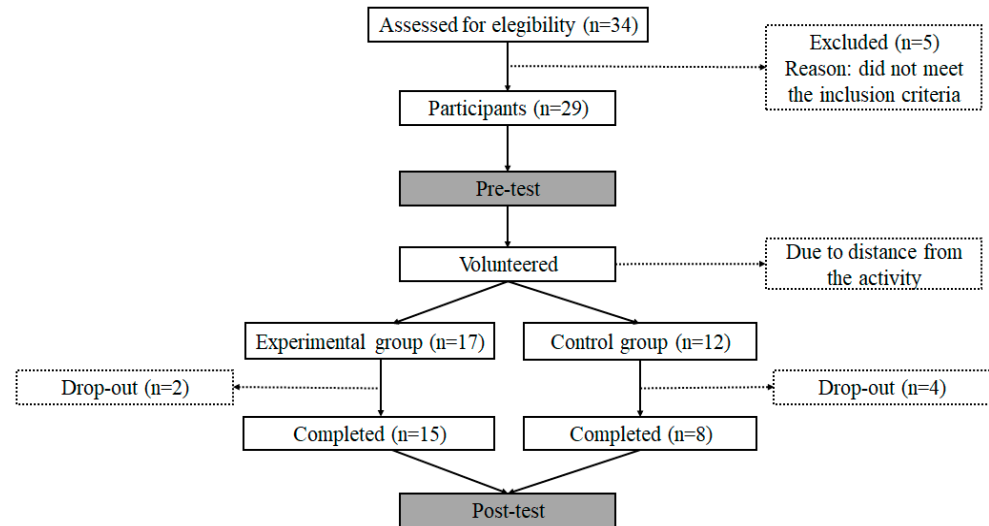 Assessed for elegibility (n=34)
Excluded (n=5)
Reason: did not meet
the inclusion criteria
Participants (n=29)
Pre-test
Volunteered
Due to distance from
the activity
Experimental group (n=17)
Control group (n=12)
Drop-out (n=2)
Drop-out (n=4)
Completed (n=15)
Completed (n=8)
Post-test